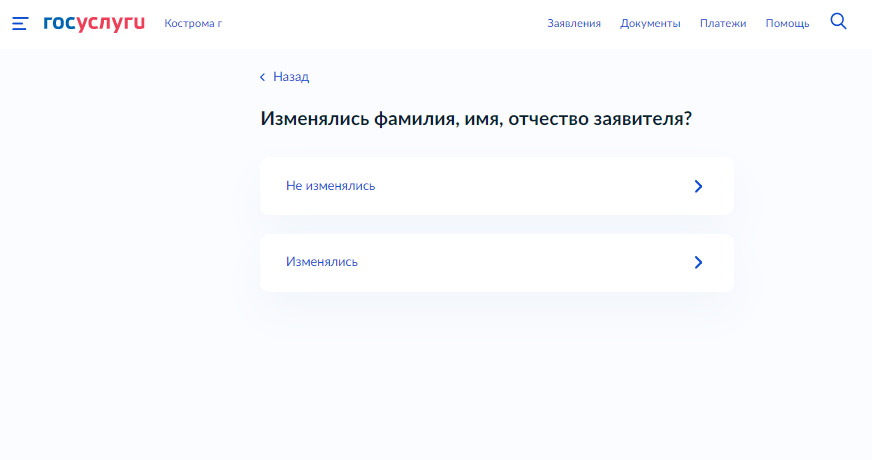 госуслуги Кострома г Заявления Документы Платежи Помощь
Назад
Изменялись фамилия, имя, отчество заявителя?
Не изменялись
Изменялись